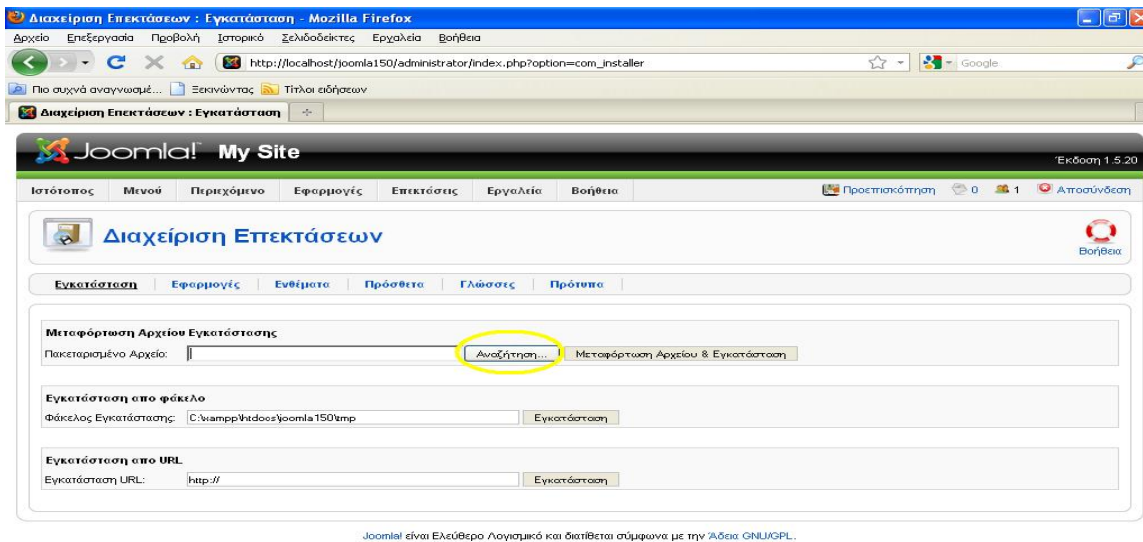 Διαχείριση Επεκτάσεων : Εγκατάσταση - Mozilla Firefox
Αρχείο Επεξεργασία Προβολή Ιστορικό Σελιδοδείκτες Εργαλεία Βοήθεια
http://localhost/joomla150/administrator/index.php?option=com_installer Google
Πιο συχνά αναγνωσμέ... Ξεκινώντας Τίτλοι ειδήσεων
Διαχείριση Επεκτάσεων : Εγκατάσταση
Joomla! My Site
Έκδοση 1.5.20
Ιστότοπος Μενού Περιεχόμενο Εφαρμογές Επεκτάσεις Εργαλεία Βοήθεια Προεπισκόπηση 0 1 Αποσύνδεση
Διαχείριση Επεκτάσεων
Βοήθεια
Εγκατάσταση Εφαρμογές Ενθέματα Πρόσθετα Γλώσσες Πρότυπα
Μεταφόρτωση Αρχείου Εγκατάστασης
Πακεταρισμένο Αρχείο: Αναζήτηση... Μεταφόρτωση Αρχείου & Εγκατάσταση
Εγκατάσταση απο φάκελο
Φάκελος Εγκατάστασης: C:\xampp\htdocs\joomla150\tmp Εγκατάσταση
Εγκατάσταση απο URL
Εγκατάσταση URL: http:// Εγκατάσταση
Joomla! είναι Ελεύθερο Λογισμικό και διατίθεται σύμφωνα με την Άδεια GNU/GPL.